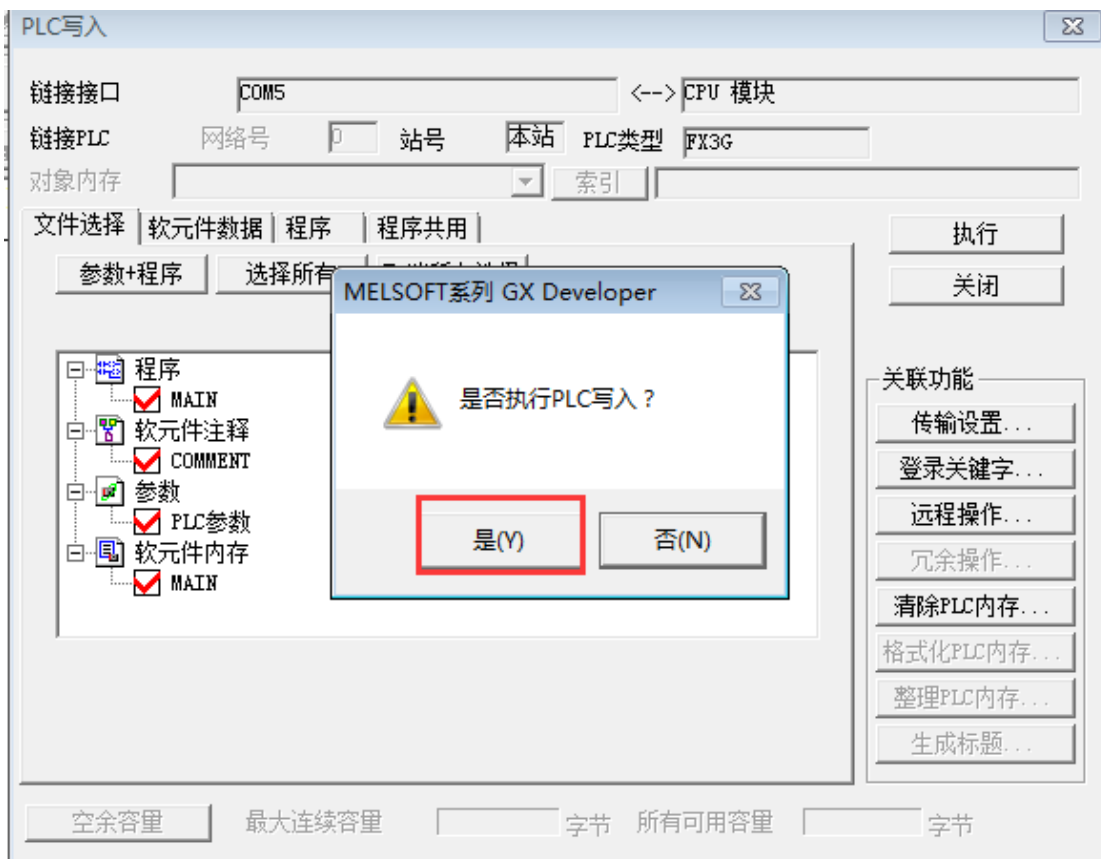 PLC写入
链接接口 COM5 <--> CPU 模块
链接PLC 网络号 0 站号 本站 PLC类型 FX3G
对象内存 索引
文件选择 软元件数据 程序 程序共用
执行
参数+程序 选择所有
关闭
MELSOFT系列 GX Developer
是否执行PLC写入？
是(Y) 否(N)
程序
MAIN
软元件注释
COMMENT
参数
PLC参数
软元件内存
MAIN
关联功能
传输设置...
登录关键字...
远程操作...
冗余操作...
清除PLC内存...
格式化PLC内存...
整理PLC内存...
生成标题...
空余容量 最大连续容量 字节 所有可用容量 字节